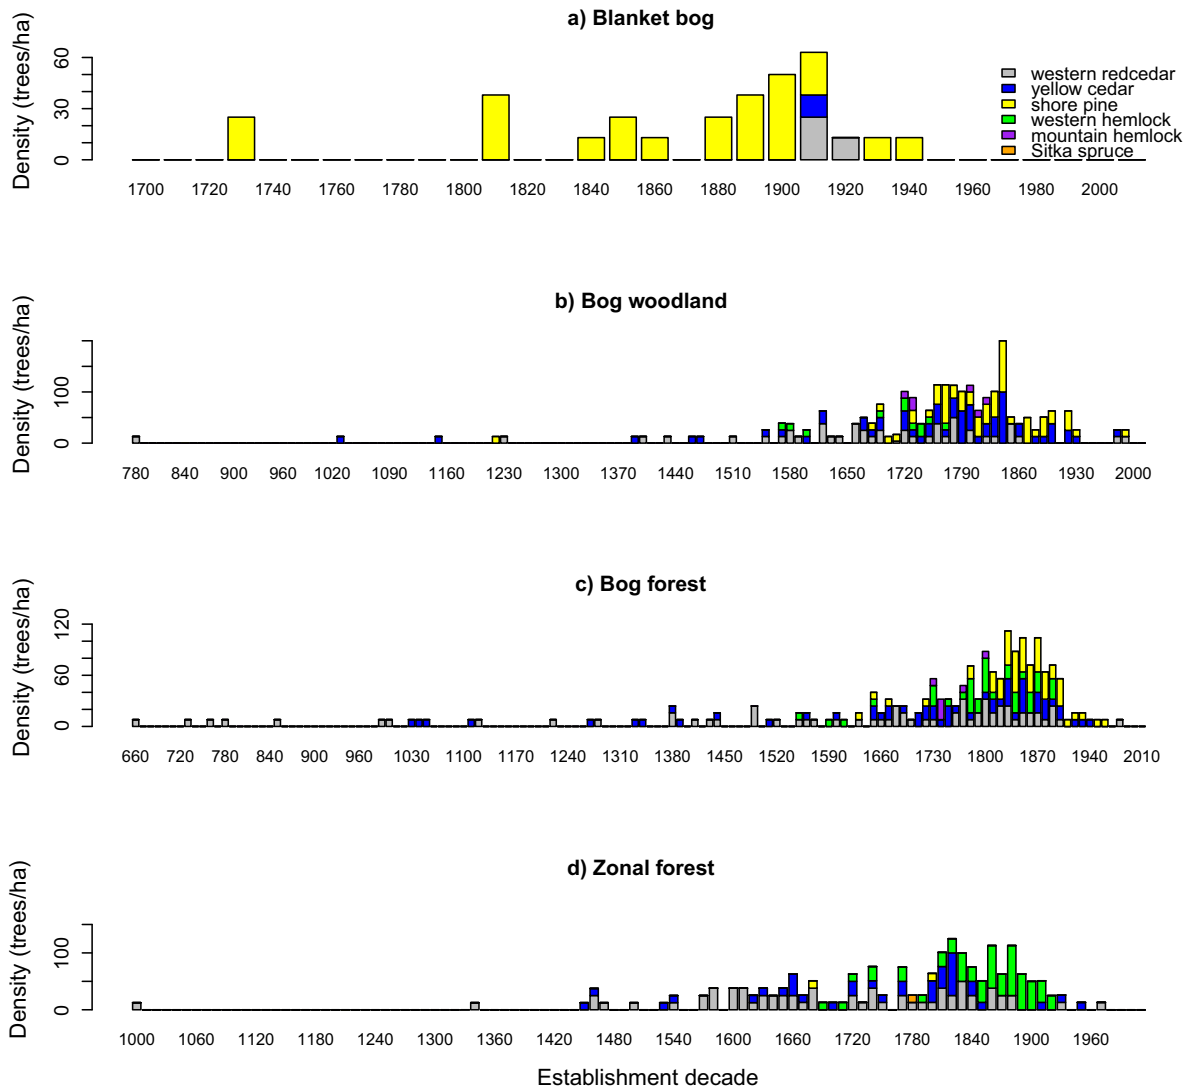 a) Blanket bog
Density (trees/ha)
60
30
0
western redcedar
yellow cedar
shore pine
western hemlock
mountain hemlock
Sitka spruce
1700 1720 1740 1760 1780 1800 1820 1840 1860 1880 1900 1920 1940 1960 1980 2000
b) Bog woodland
Density (trees/ha)
100
0
780 840 900 960 1020 1090 1160 1230 1300 1370 1440 1510 1580 1650 1720 1790 1860 1930 2000
c) Bog forest
Density (trees/ha)
120
60
0
660 720 780 840 900 960 1030 1100 1170 1240 1310 1380 1450 1520 1590 1660 1730 1800 1870 1940 2010
d) Zonal forest
Density (trees/ha)
100
0
1000 1060 1120 1180 1240 1300 1360 1420 1480 1540 1600 1660 1720 1780 1840 1900 1960
Establishment decade